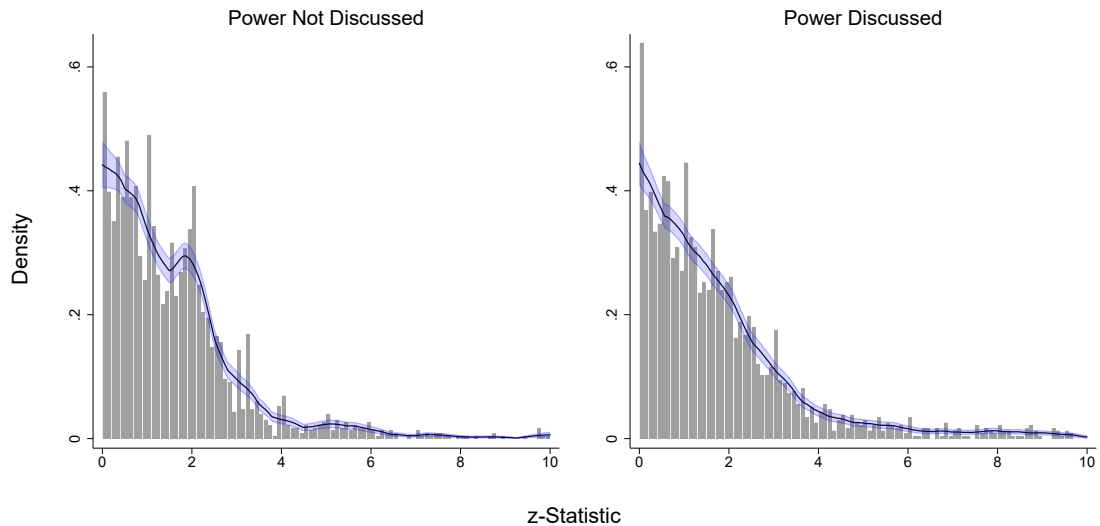 Power Not Discussed
Power Discussed
Density
.6
.4
.2
0
0 2 4 6 8 10
.6
.4
.2
0
0 2 4 6 8 10
z-Statistic